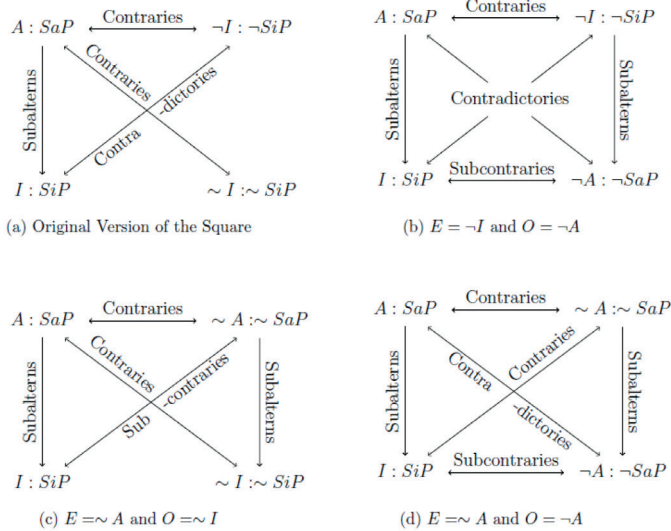 Contraries
A : SaP
¬I : ¬SiP
Subalterns
Contraries
-dictories
Contra
I : SiP
∼ I :∼ SiP
(a) Original Version of the Square
Contraries
A : SaP
¬I : ¬SiP
Subalterns
Contradictories
Subalterns
Subcontraries
I : SiP
¬A : ¬SaP
(b) E = ¬I and O = ¬A
Contraries
A : SaP
∼ A :∼ SaP
Subalterns
Contraries
-contraries
Sub
Subalterns
I : SiP
∼ I :∼ SiP
(c) E =∼ A and O =∼ I
Contraries
A : SaP
∼ A :∼ SaP
Subalterns
Contra
Contraries
-dictories
Subalterns
Subcontraries
I : SiP
¬A : ¬SaP
(d) E =∼ A and O = ¬A